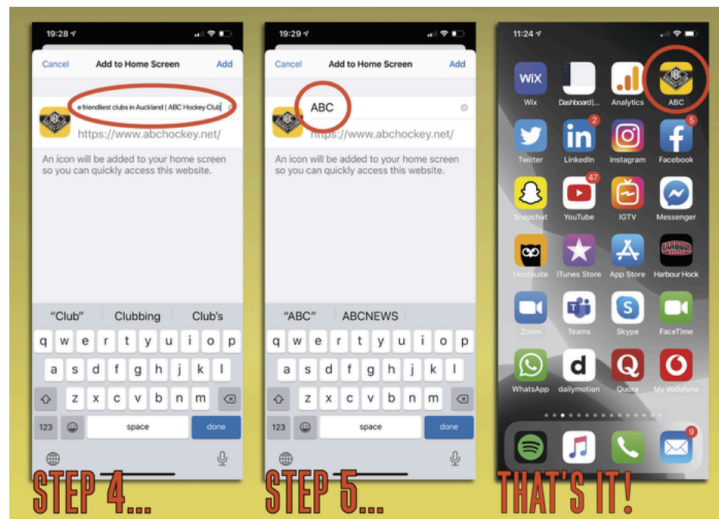 19:28
Cancel Add to Home Screen Add
e friendliest clubs in Auckland | ABC Hockey Club
https://www.abchockey.net/
An icon will be added to your home screen
so you can quickly access this website.
"Club" Clubbing Club's
q w e r t y u i o p
a s d f g h j k l
z x c v b n m
123 space done
STEP 4...
19:29
Cancel Add to Home Screen Add
ABC
https://www.abchockey.net/
An icon will be added to your home screen
so you can quickly access this website.
"ABC" ABCNEWS
q w e r t y u i o p
a s d f g h j k l
z x c v b n m
123 space done
STEP 5...
11:24
WIX
Wix Dashboard|... Analytics ABC
2 5
Twitter LinkedIn Instagram Facebook
47
Snapchat YouTube IGTV Messenger
Hootsuite iTunes Store App Store Harbour Hock
Zoom Teams Skype FaceTime
WhatsApp dailymotion Quora My Vodafone
9
THAT'S IT!